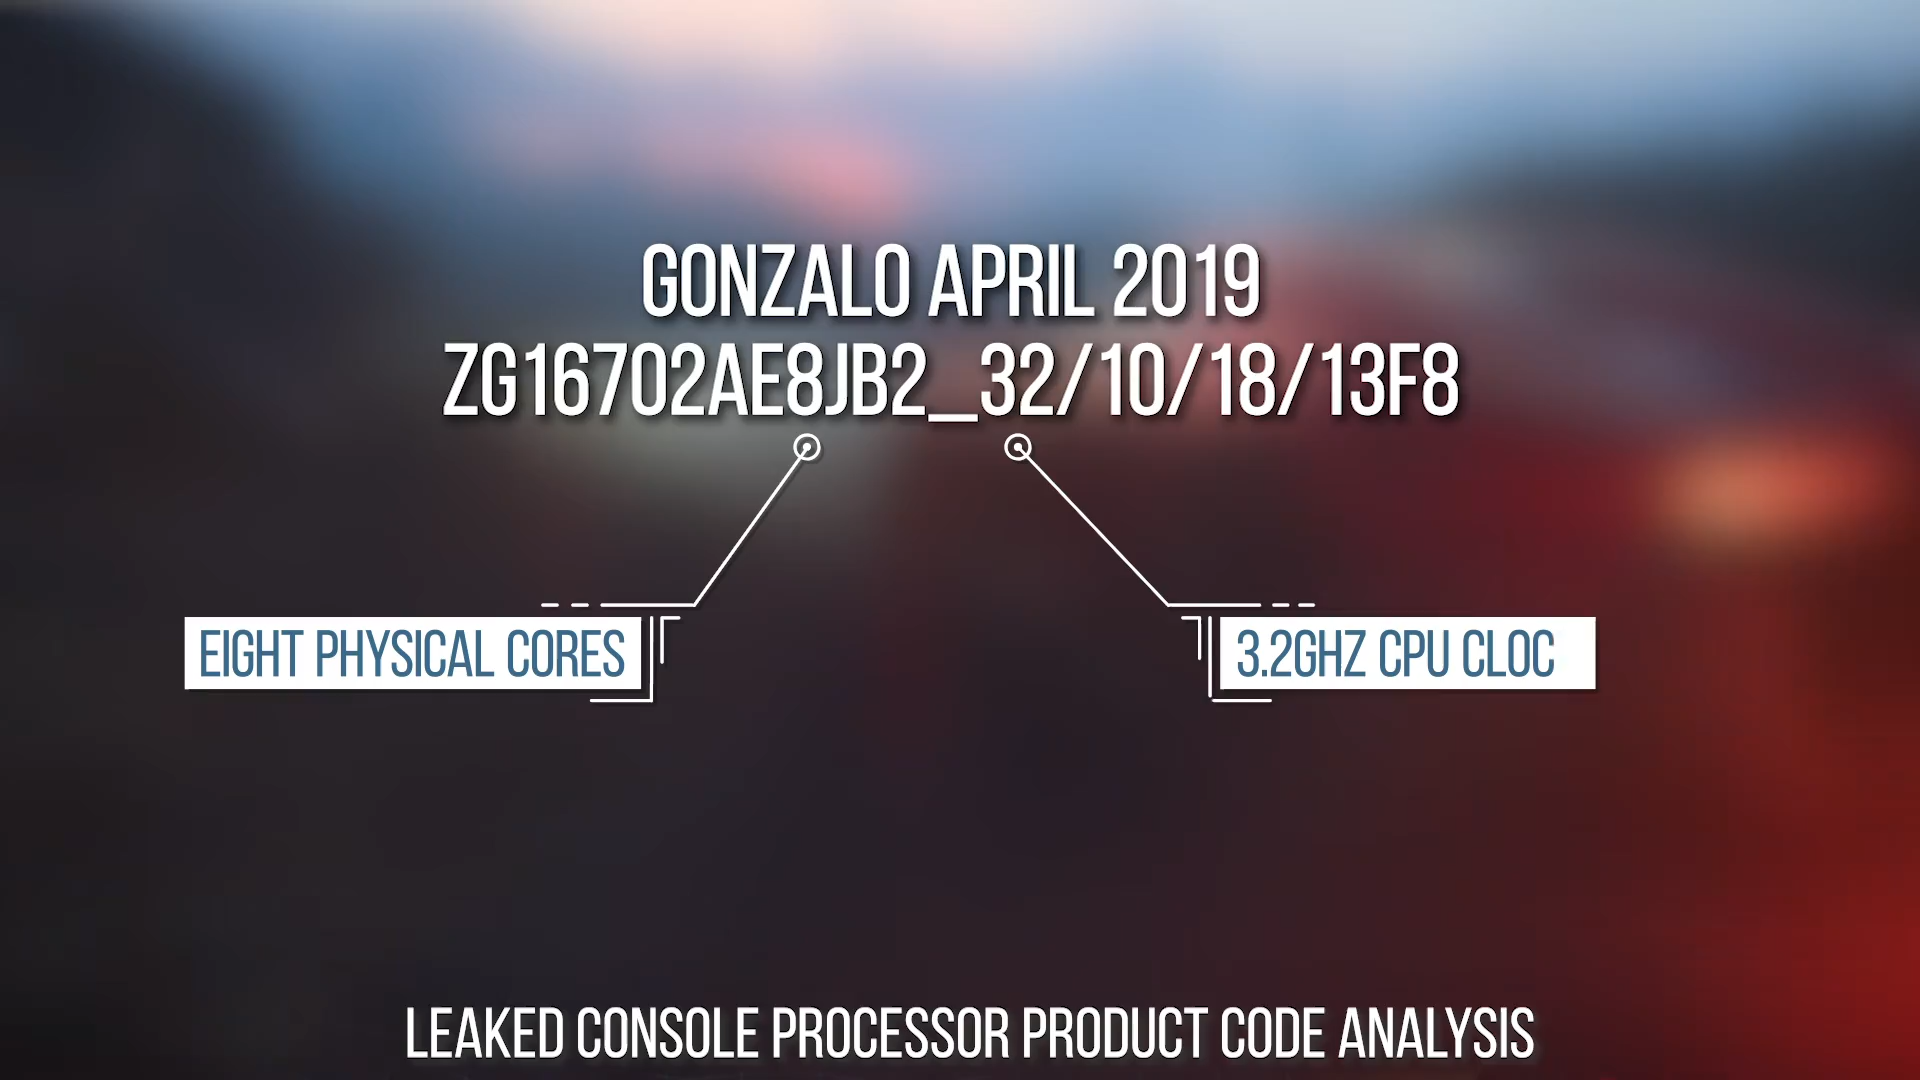 GONZALO APRIL 2019
ZG16702AE8JB2_32/10/18/13F8
EIGHT PHYSICAL CORES
3.2GHZ CPU CLOC
LEAKED CONSOLE PROCESSOR PRODUCT CODE ANALYSIS